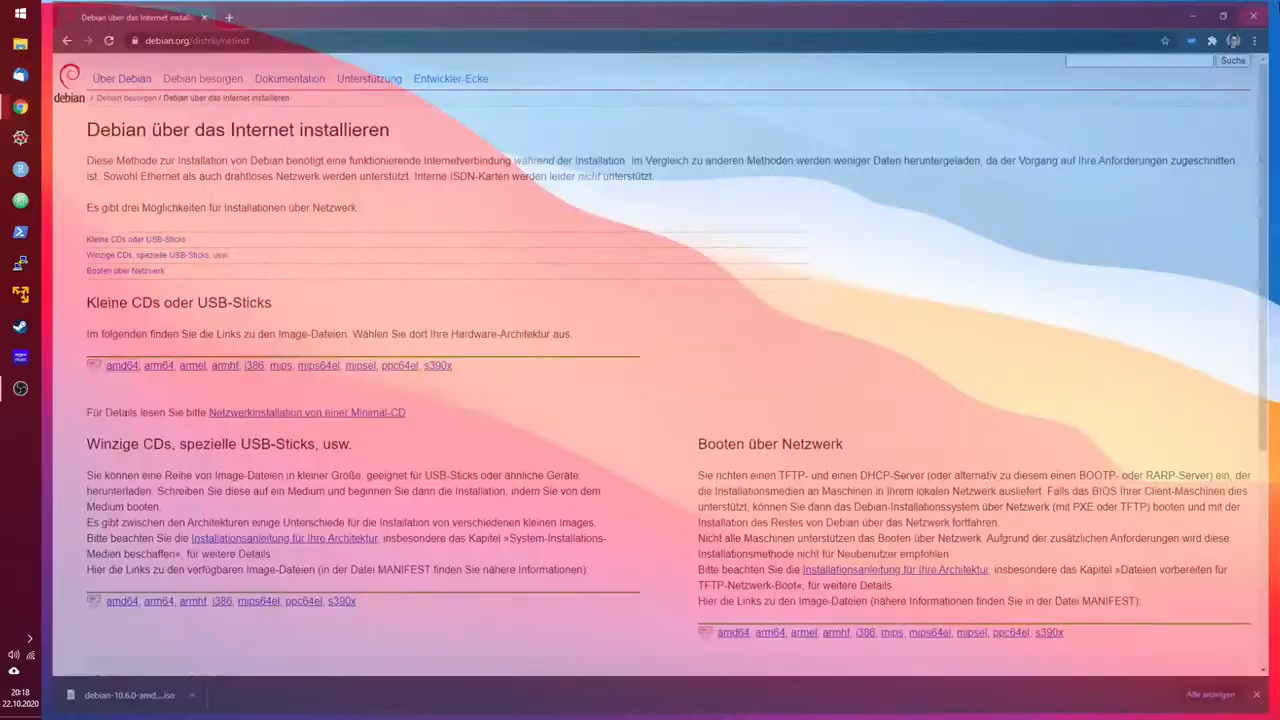 Debian über das Internet installie
debian.org/distrib/netinst
Suche
debian
Über Debian Debian besorgen Dokumentation Unterstützung Entwickler-Ecke
/ Debian besorgen / Debian über das Internet installieren
Debian über das Internet installieren
Diese Methode zur Installation von Debian benötigt eine funktionierende Internetverbindung während der Installation. Im Vergleich zu anderen Methoden werden weniger Daten heruntergeladen, da der Vorgang auf Ihre Anforderungen zugeschnitten
ist. Sowohl Ethernet als auch drahtloses Netzwerk werden unterstützt. Interne ISDN-Karten werden leider nicht unterstützt.
Es gibt drei Möglichkeiten für Installationen über Netzwerk
Kleine CDs oder USB-Sticks
Winzige CDs, spezielle USB-Sticks, usw.
Booten über Netzwerk
Kleine CDs oder USB-Sticks
Im folgenden finden Sie die Links zu den Image-Dateien. Wählen Sie dort Ihre Hardware-Architektur aus.
amd64, arm64, armel, armhf, i386, mips, mips64el, mipsel, ppc64el, s390x
Für Details lesen Sie bitte Netzwerkinstallation von einer Minimal-CD
Winzige CDs, spezielle USB-Sticks, usw.
Sie können eine Reihe von Image-Dateien in kleiner Größe, geeignet für USB-Sticks oder ähnliche Geräte,
herunterladen. Schreiben Sie diese auf ein Medium und beginnen Sie dann die Installation, indem Sie von dem
Medium booten.
Es gibt zwischen den Architekturen einige Unterschiede für die Installation von verschiedenen kleinen Images.
Bitte beachten Sie die Installationsanleitung für Ihre Architektur, insbesondere das Kapitel »System-Installations-
Medien beschaffen«, für weitere Details
Hier die Links zu den verfügbaren Image-Dateien (in der Datei MANIFEST finden Sie nähere Informationen):
amd64, arm64, armhf, i386, mips64el, ppc64el, s390x
Booten über Netzwerk
Sie richten einen TFTP- und einen DHCP-Server (oder alternativ zu diesem einen BOOTP- oder RARP-Server) ein, der
die Installationsmedien an Maschinen in Ihrem lokalen Netzwerk ausliefert. Falls das BIOS Ihrer Client-Maschinen dies
unterstützt, können Sie dann das Debian-Installationssystem über Netzwerk (mit PXE oder TFTP) booten und mit der
Installation des Restes von Debian über das Netzwerk fortfahren.
Nicht alle Maschinen unterstützen das Booten über Netzwerk. Aufgrund der zusätzlichen Anforderungen wird diese
Installationsmethode nicht für Neubenutzer empfohlen
Bitte beachten Sie die Installationsanleitung für Ihre Architektur, insbesondere das Kapitel »Dateien vorbereiten für
TFTP-Netzwerk-Boot«, für weitere Details
Hier die Links zu den Image-Dateien (nähere Informationen finden Sie in der Datei MANIFEST):
amd64, arm64, armel, armhf, i386, mips, mips64el, mipsel, ppc64el, s390x
debian-10.6.0-amd....iso
Alle anzeigen
20:18
22.10.2020